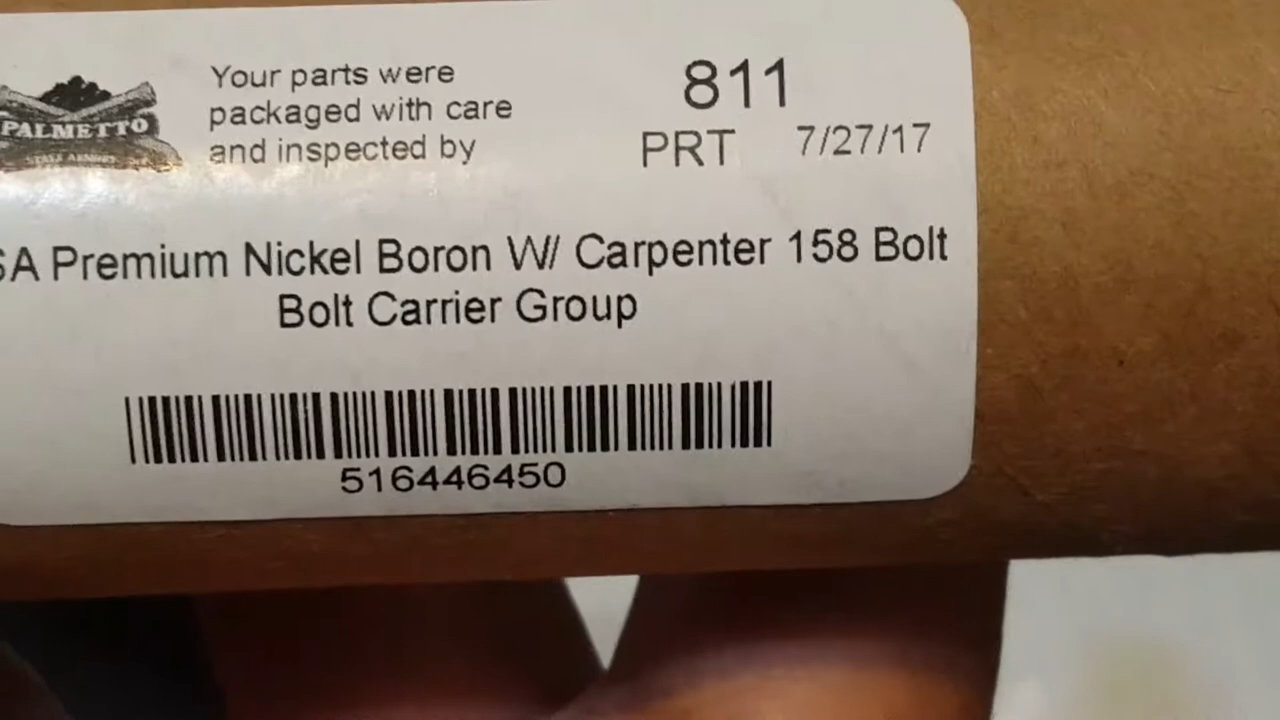 PALMETTO
STATE ARMORY
Your parts were
packaged with care
and inspected by
811
PRT 7/27/17
SA Premium Nickel Boron W/ Carpenter 158 Bolt
Bolt Carrier Group
516446450